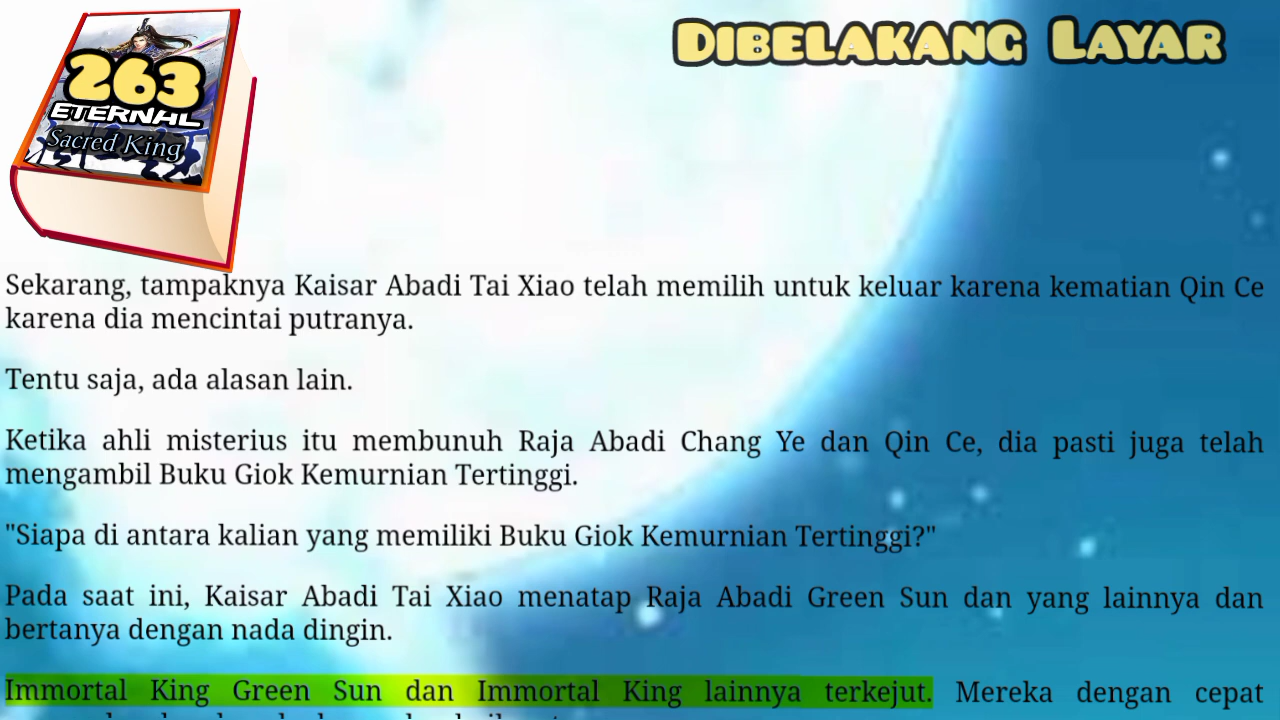 Dibelakang Layar
263
ETERNAL
Sacred King
Sekarang, tampaknya Kaisar Abadi Tai Xiao telah memilih untuk keluar karena kematian Qin Ce
karena dia mencintai putranya.
Tentu saja, ada alasan lain.
Ketika ahli misterius itu membunuh Raja Abadi Chang Ye dan Qin Ce, dia pasti juga telah
mengambil Buku Giok Kemurnian Tertinggi.
"Siapa di antara kalian yang memiliki Buku Giok Kemurnian Tertinggi?"
Pada saat ini, Kaisar Abadi Tai Xiao menatap Raja Abadi Green Sun dan yang lainnya dan
bertanya dengan nada dingin.
Immortal King Green Sun dan Immortal King lainnya terkejut. Mereka dengan cepat